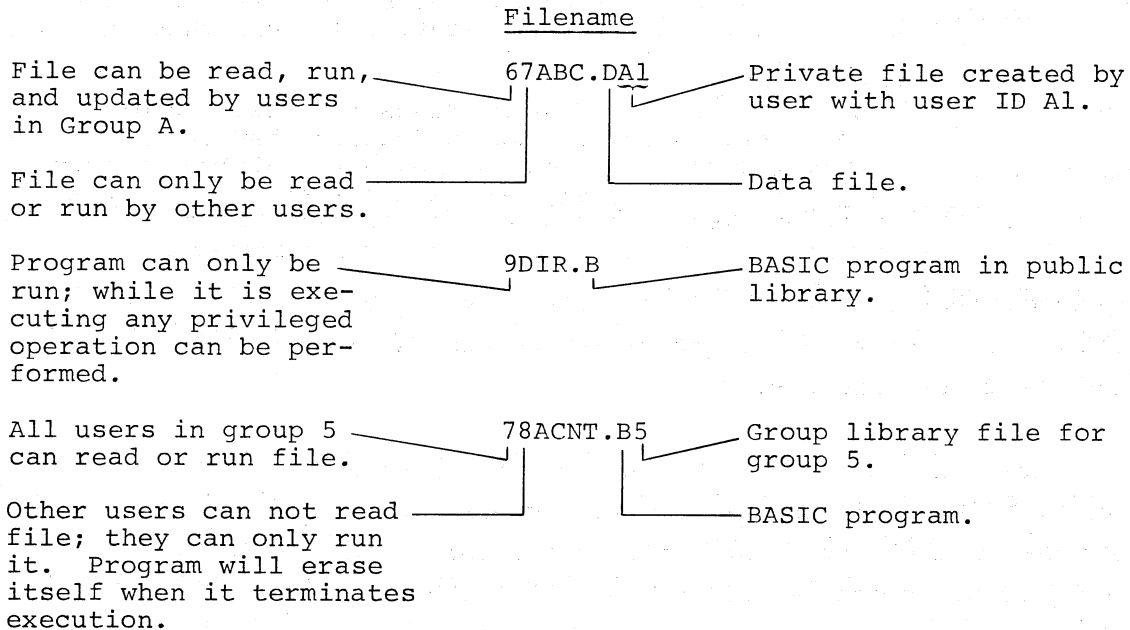 Filename
File can be read, run,
and updated by users
in Group A.
67ABC.DA1
Private file created by
user with user ID A1.
File can only be read
or run by other users.
Data file.
Program can only be
run; while it is exe-
cuting any privileged
operation can be per-
formed.
9DIR.B
BASIC program in public
library.
All users in group 5
can read or run file.
78ACNT.B5
Group library file for
group 5.
Other users can not read
file; they can only run
it.  Program will erase
itself when it terminates
execution.
BASIC program.